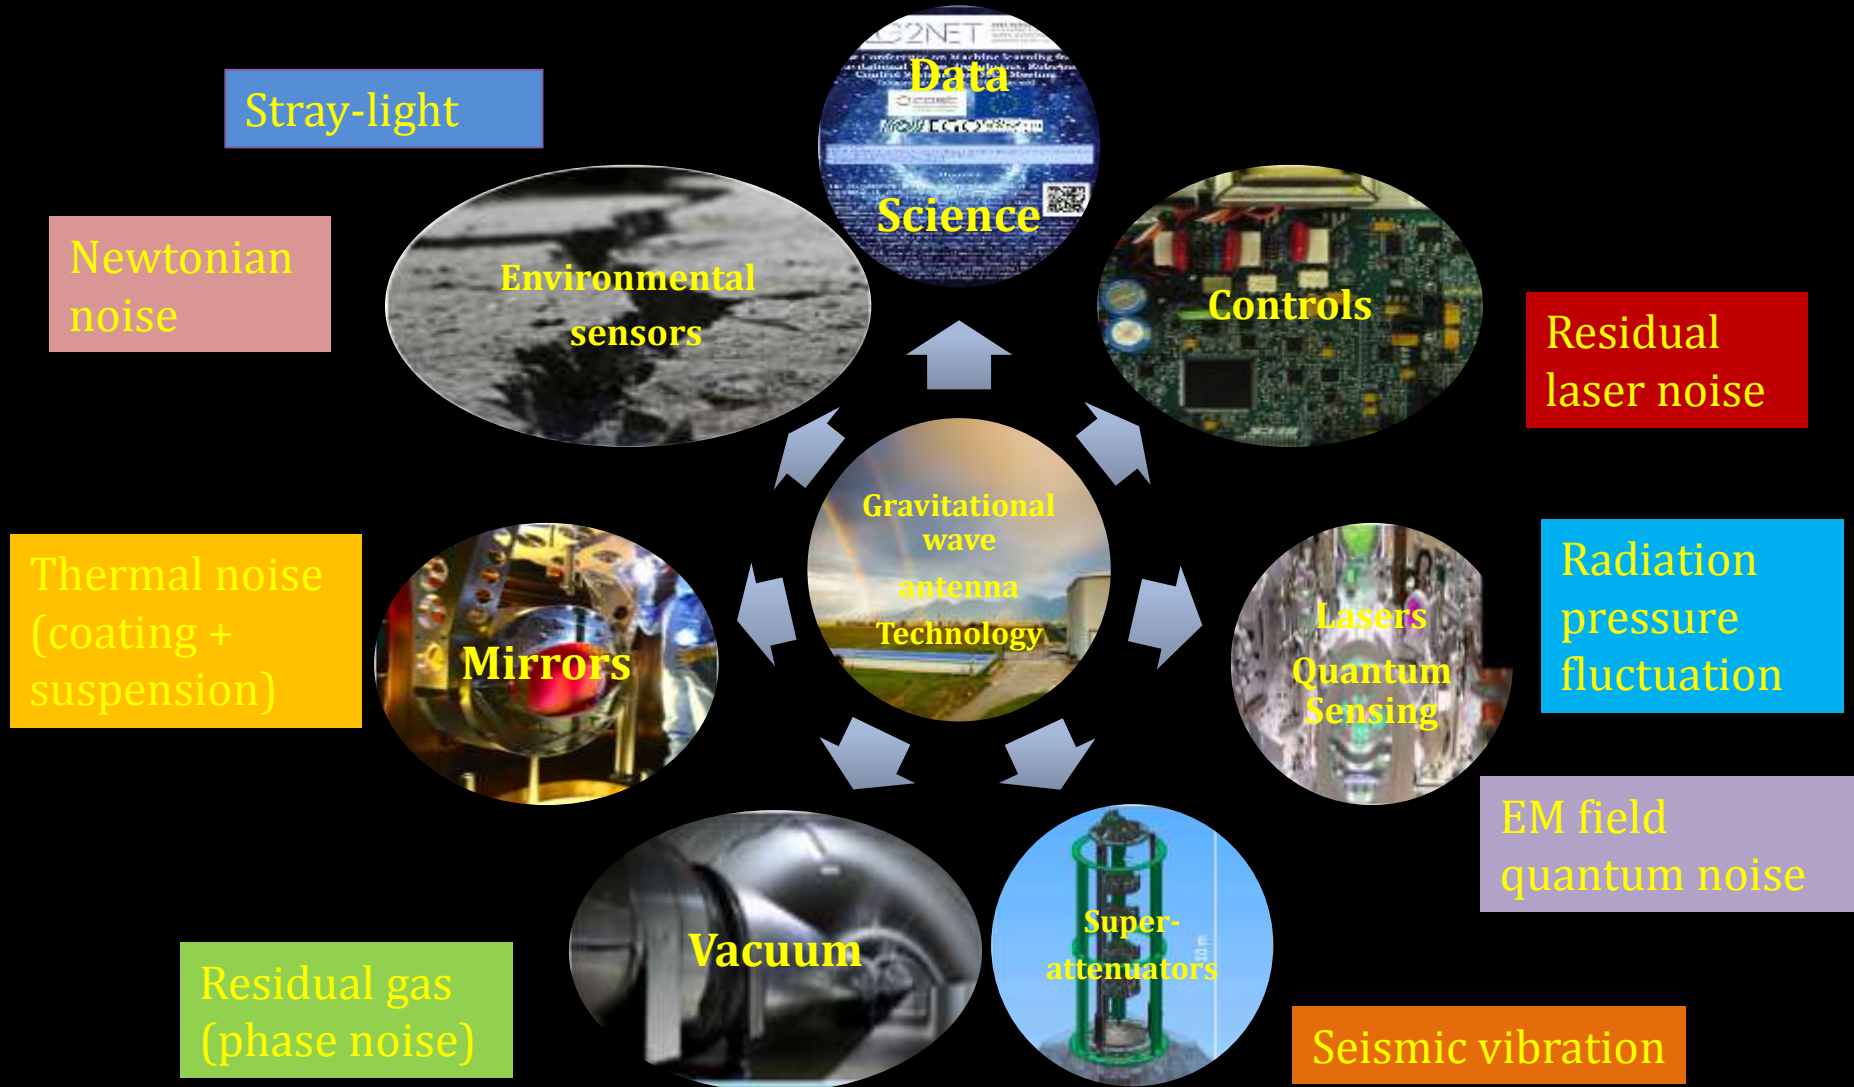 Data
Science
Stray-light
Newtonian
noise
Environmental
sensors
Controls
Residual
laser noise
Gravitational
wave
antenna
Technology
Thermal noise
(coating +
suspension)
Mirrors
Lasers
Quantum
Sensing
Radiation
pressure
fluctuation
EM field
quantum noise
Vacuum
Super-
attenuators
Residual gas
(phase noise)
Seismic vibration